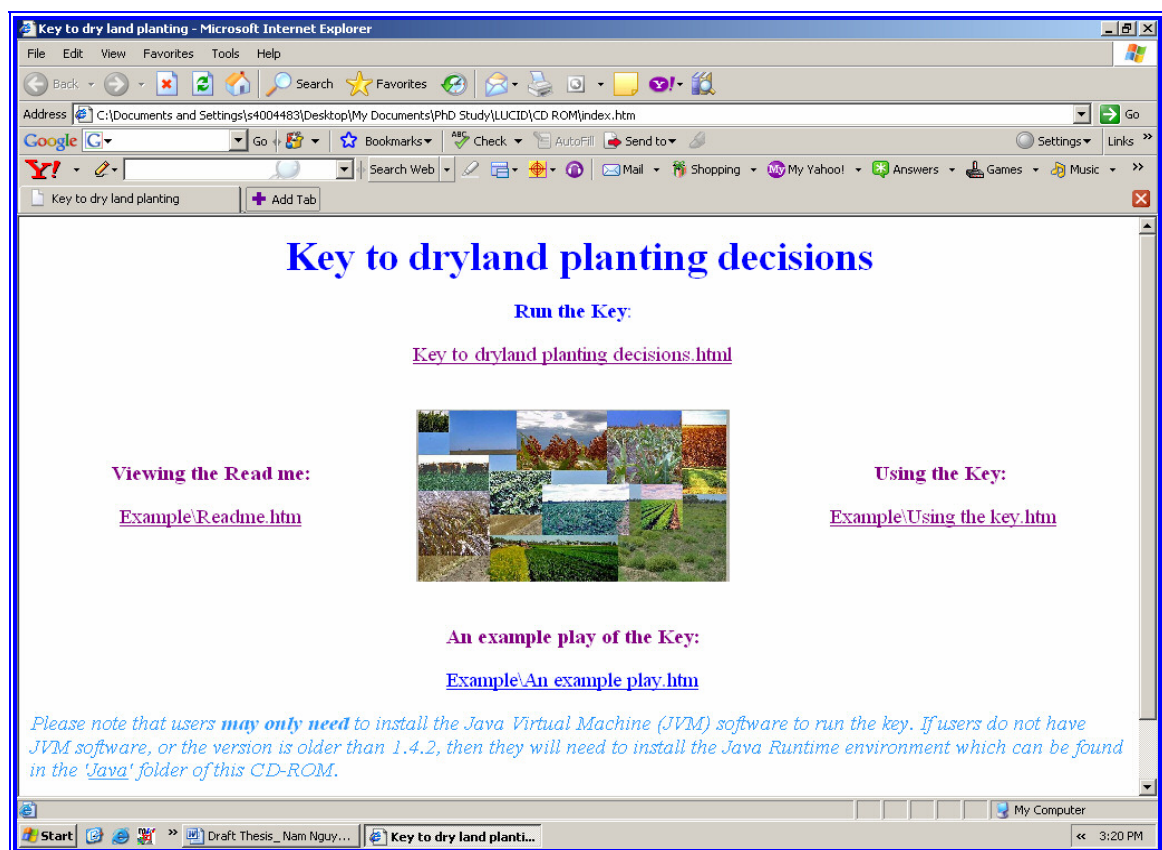 Key to dry land planting - Microsoft Internet Explorer
File Edit View Favorites Tools Help
Back Search Favorites
Address C:\Documents and Settings\s4004483\Desktop\My Documents\PhD Study\LUCID\CD ROM\index.htm Go
Google G Go Bookmarks ABC Check AutoFill Send to Settings Links »
Y! Search Web Mail Shopping My My Yahoo! Answers Games Music »
Key to dry land planting Add Tab
Key to dryland planting decisions
Run the Key:
Key to dryland planting decisions.html
Viewing the Read me: Using the Key:
Example\Readme.htm Example\Using the key.htm
An example play of the Key:
Example\An example play.htm
Please note that users may only need to install the Java Virtual Machine (JVM) software to run the key. If users do not have
JVM software, or the version is older than 1.4.2, then they will need to install the Java Runtime environment which can be found
in the 'Java' folder of this CD-ROM.
My Computer
Start » Draft Thesis_Nam Nguy... Key to dry land planti... « 3:20 PM